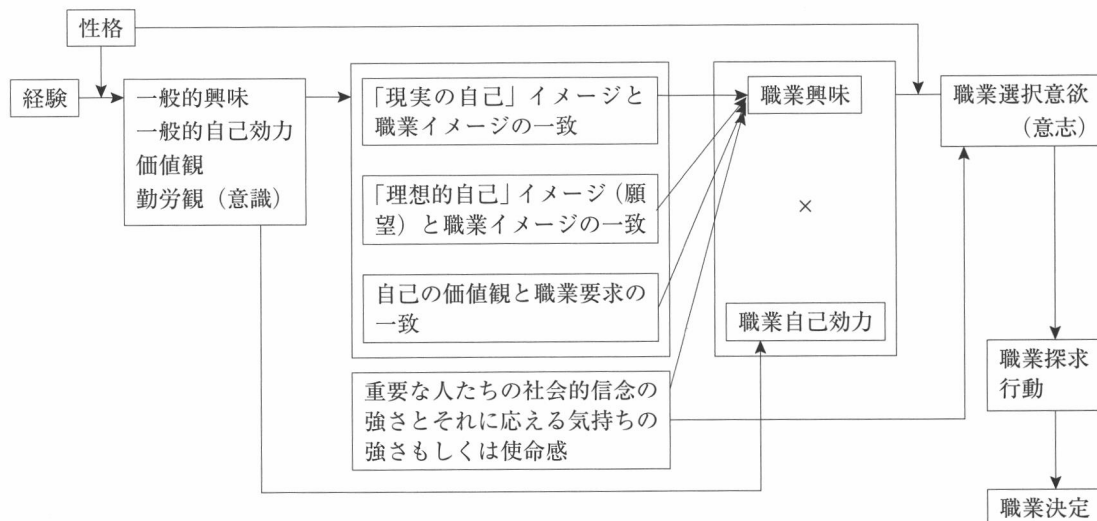 性格
経験
一般的興味
一般的自己効力
価値観
勤労観（意識）
「現実の自己」イメージと
職業イメージの一致
「理想的自己」イメージ（願
望）と職業イメージの一致
自己の価値観と職業要求の
一致
重要な人たちの社会的信念の
強さとそれに応える気持ちの
強さもしくは使命感
職業興味
×
職業自己効力
職業選択意欲
（意志）
職業探求
行動
職業決定